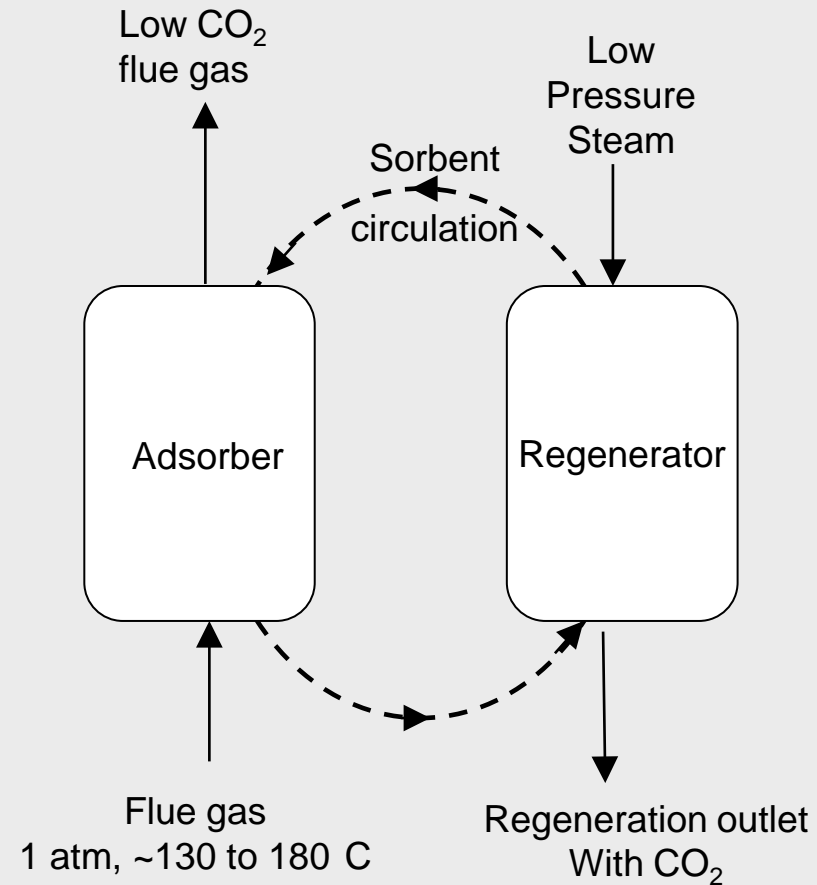 Low CO₂
flue gas
Low
Pressure
Steam
Sorbent
circulation
Adsorber
Regenerator
Flue gas
1 atm, ~130 to 180 C
Regeneration outlet
With CO₂